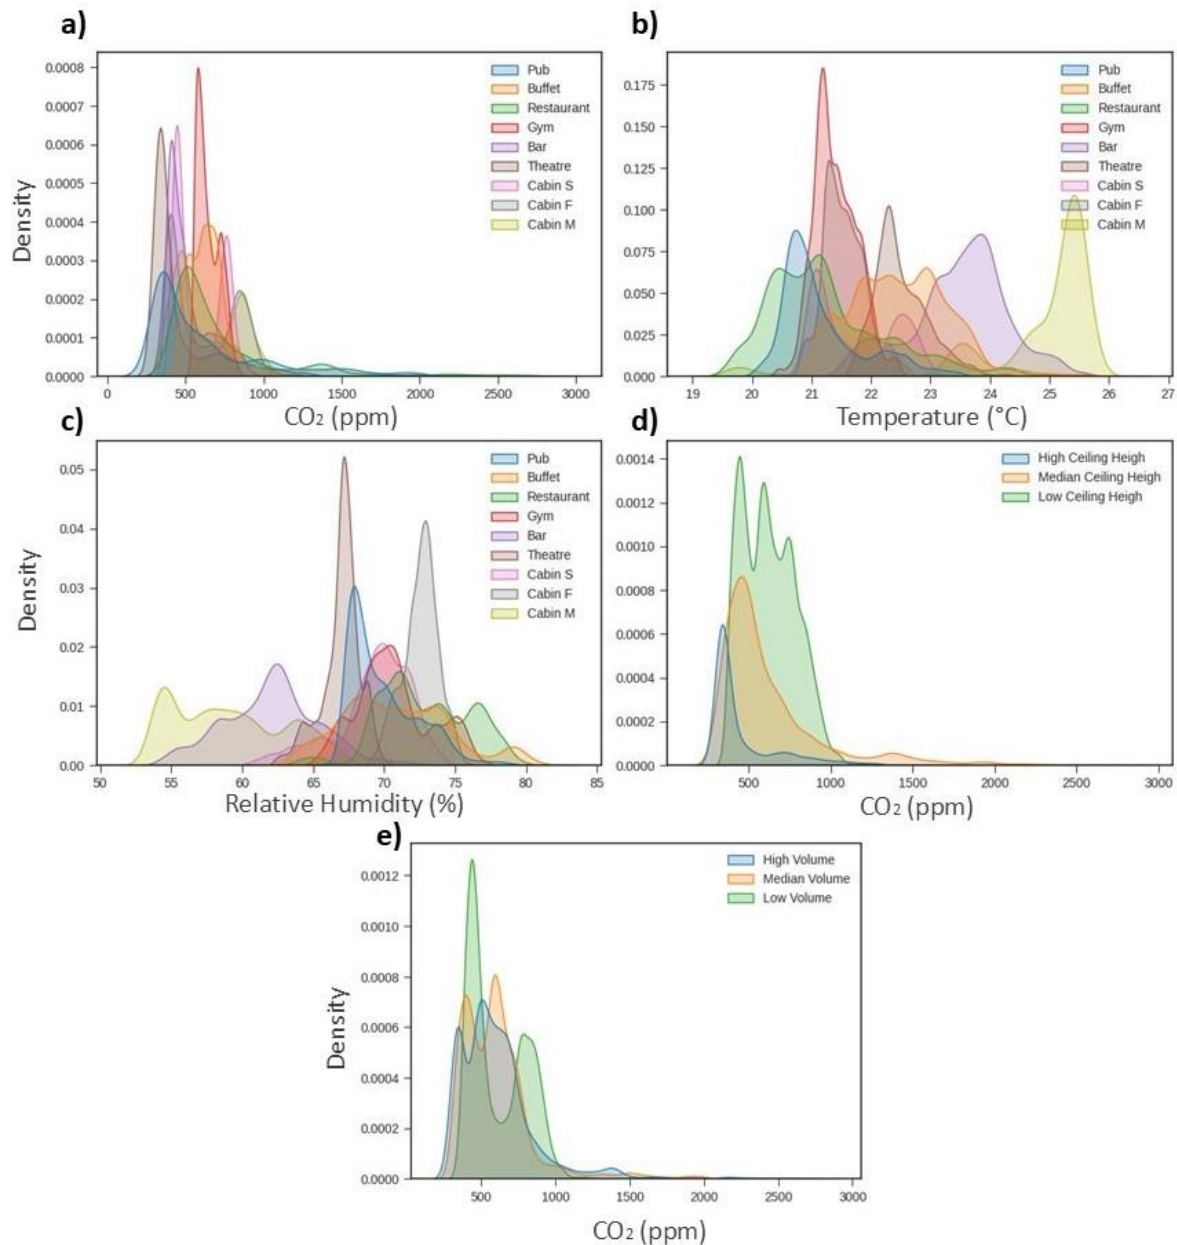 a)
0.0008
0.0007
0.0006
0.0005
0.0004
0.0003
0.0002
0.0001
0.0000
Density
0 500 1000 1500 2000 2500 3000
CO2 (ppm)
Pub
Buffet
Restaurant
Gym
Bar
Theatre
Cabin S
Cabin F
Cabin M
b)
0.175
0.150
0.125
0.100
0.075
0.050
0.025
0.000
19 20 21 22 23 24 25 26 27
Temperature (°C)
Pub
Buffet
Restaurant
Gym
Bar
Theatre
Cabin S
Cabin F
Cabin M
c)
0.05
0.04
0.03
0.02
0.01
0.00
Density
50 55 60 65 70 75 80 85
Relative Humidity (%)
Pub
Buffet
Restaurant
Gym
Bar
Theatre
Cabin S
Cabin F
Cabin M
d)
0.0014
0.0012
0.0010
0.0008
0.0006
0.0004
0.0002
0.0000
500 1000 1500 2000 2500 3000
CO2 (ppm)
High Ceiling Heigh
Median Ceiling Heigh
Low Ceiling Heigh
e)
0.0012
0.0010
0.0008
0.0006
0.0004
0.0002
0.0000
Density
500 1000 1500 2000 2500 3000
CO2 (ppm)
High Volume
Median Volume
Low Volume